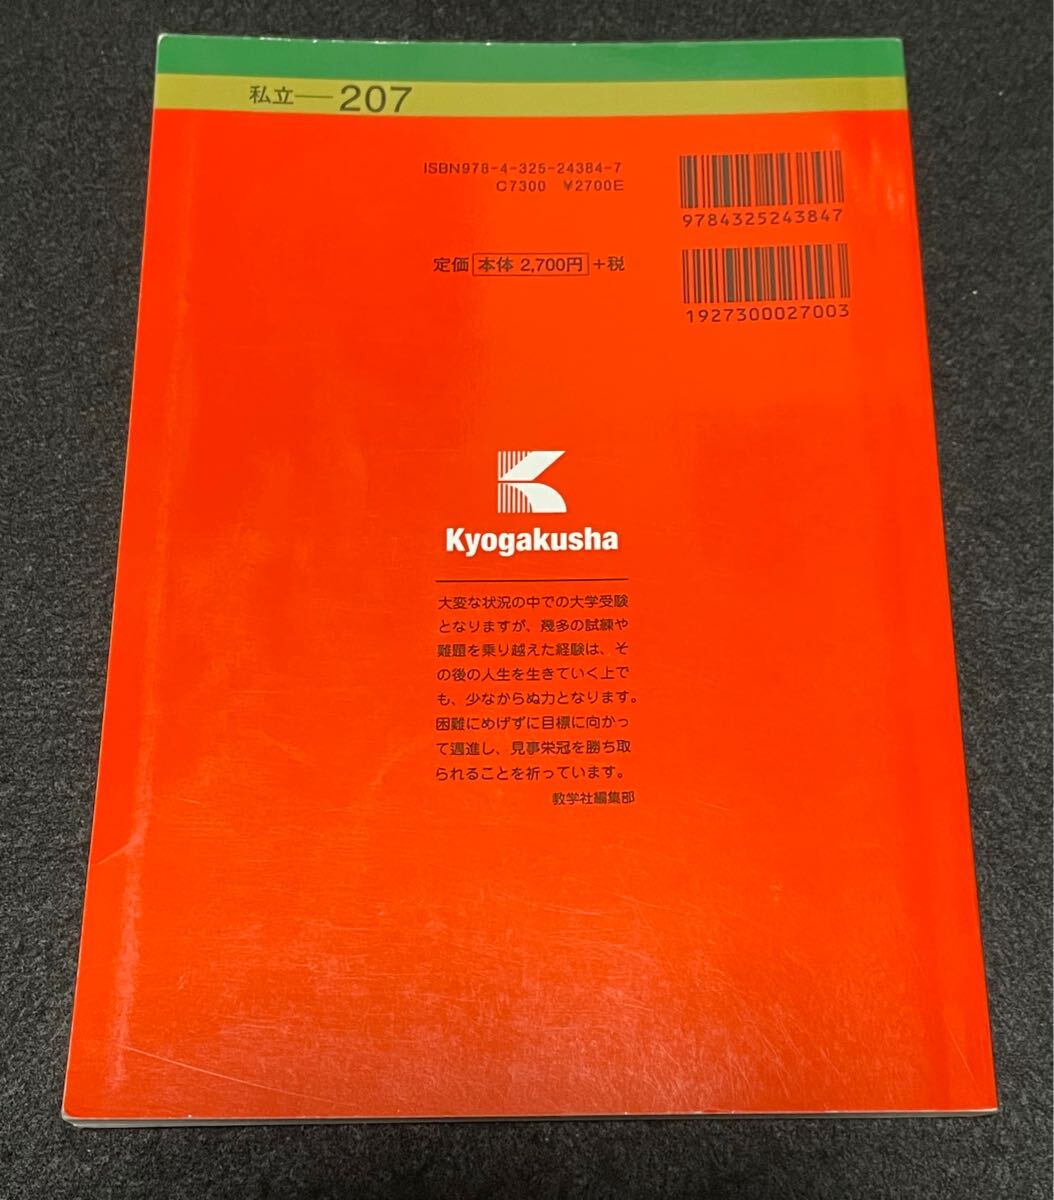 私立―207
ISBN978-4-325-24384-7
C7300 ¥2700E
9784325243847
定価 本体 2,700円 +税
1927300027003
Kyogakusha
大変な状況の中での大学受験
となりますが、幾多の試練や
難題を乗り越えた経験は、そ
の後の人生を生きていく上で
も、少なからぬ力となります。
困難にめげずに目標に向かっ
て邁進し、見事栄冠を勝ち取
られることを祈っています。
教学社編集部